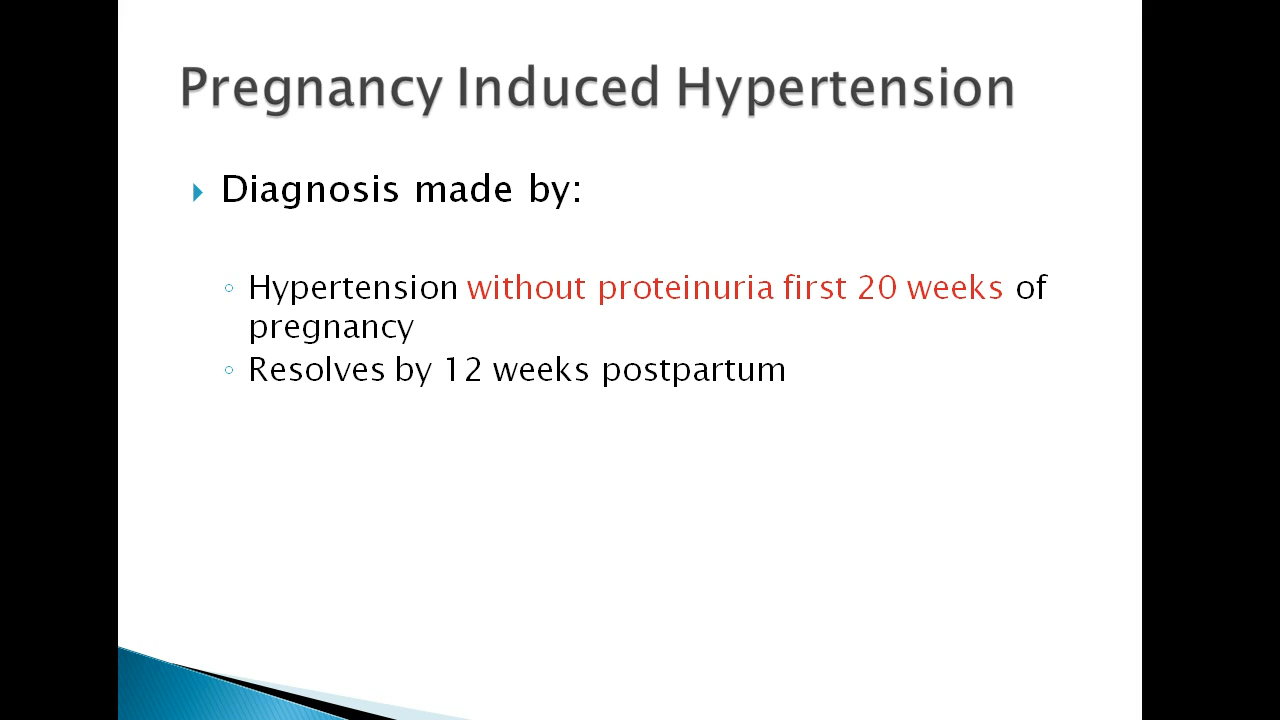 Pregnancy Induced Hypertension
Diagnosis made by:
Hypertension without proteinuria first 20 weeks of
pregnancy
Resolves by 12 weeks postpartum